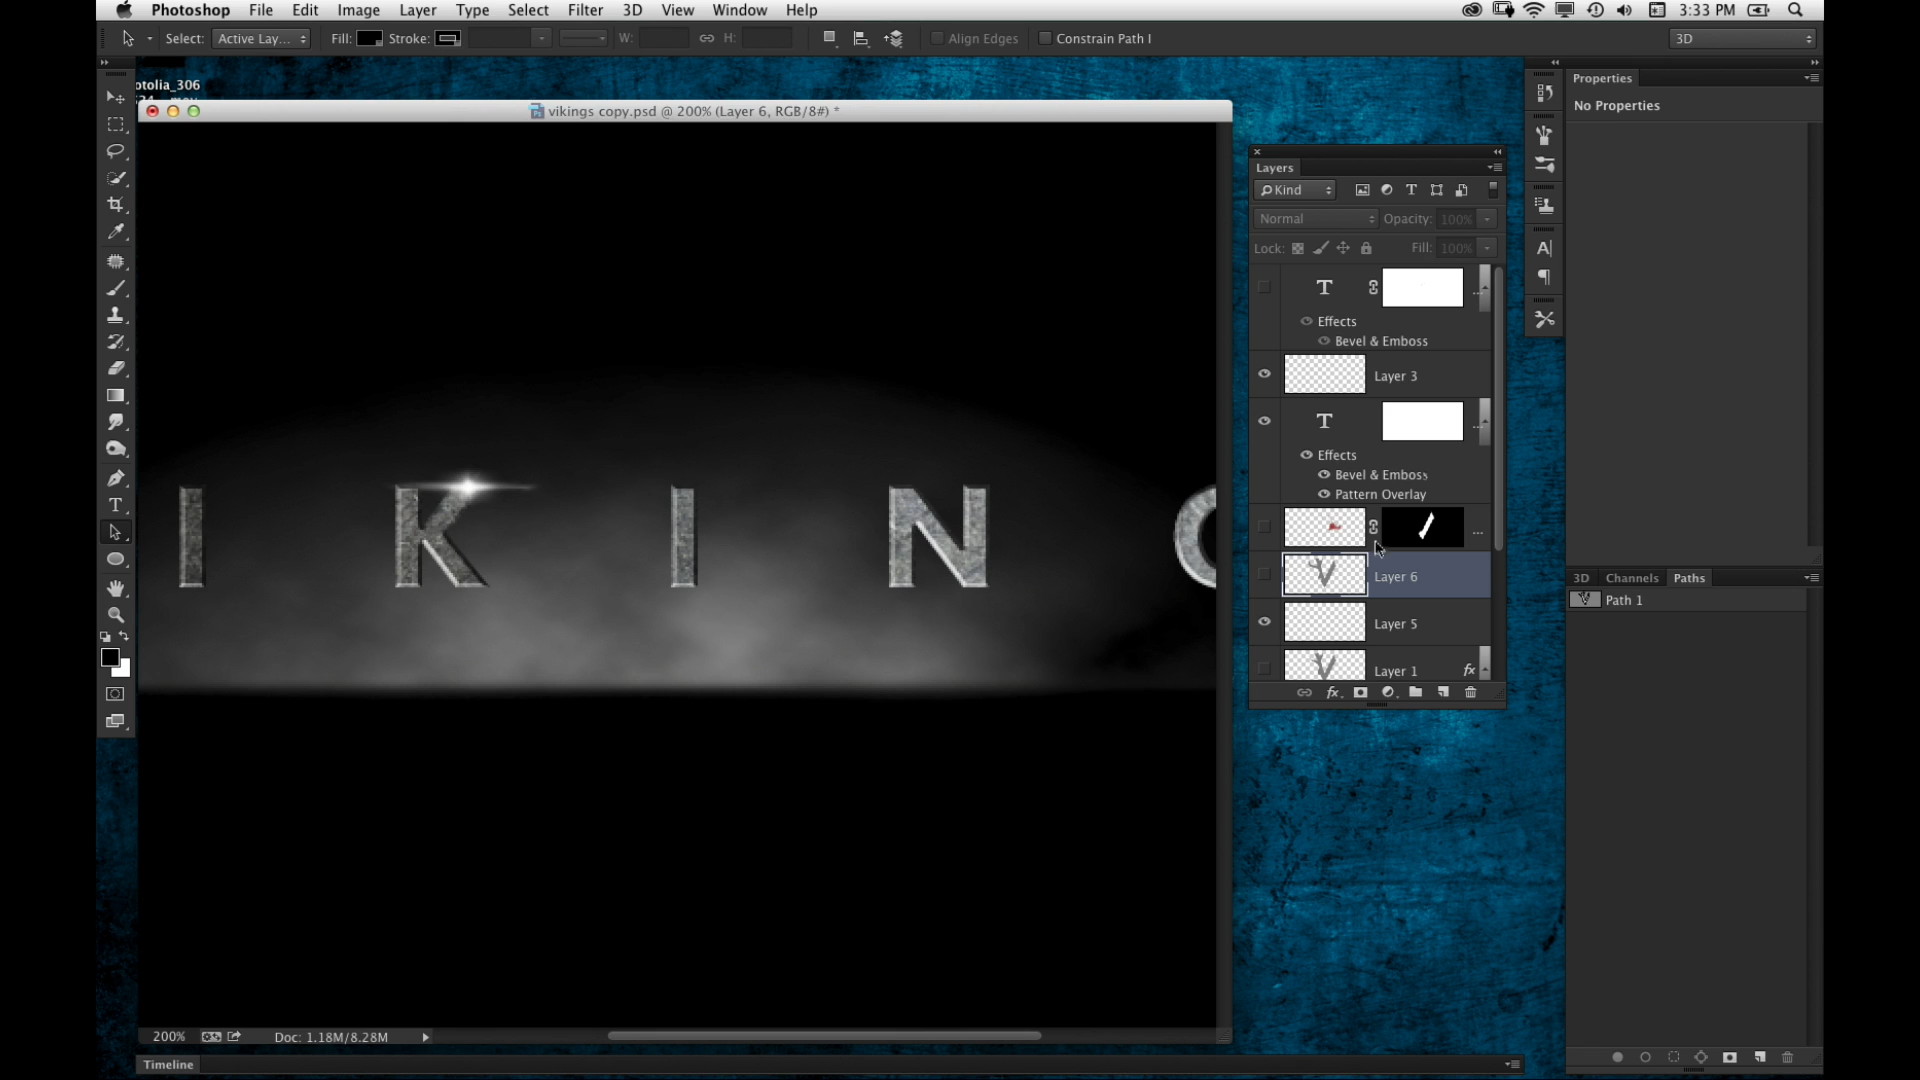 Photoshop File Edit Image Layer Type Select Filter 3D View Window Help 3:33 PM
Select: Active Lay... Fill: Stroke: W: H: Align Edges Constrain Path I 3D
otolia_306
vikings copy.psd @ 200% (Layer 6, RGB/8#) *
I K I N G
200% Doc: 1.18M/8.28M
Timeline
Layers
Kind
Normal Opacity: 100%
Lock: Fill: 100%
T
Effects
Bevel & Emboss
Layer 3
T
Effects
Bevel & Emboss
Pattern Overlay
Layer 6
Layer 5
Layer 1 fx
fx
Properties
No Properties
3D Channels Paths
Path 1